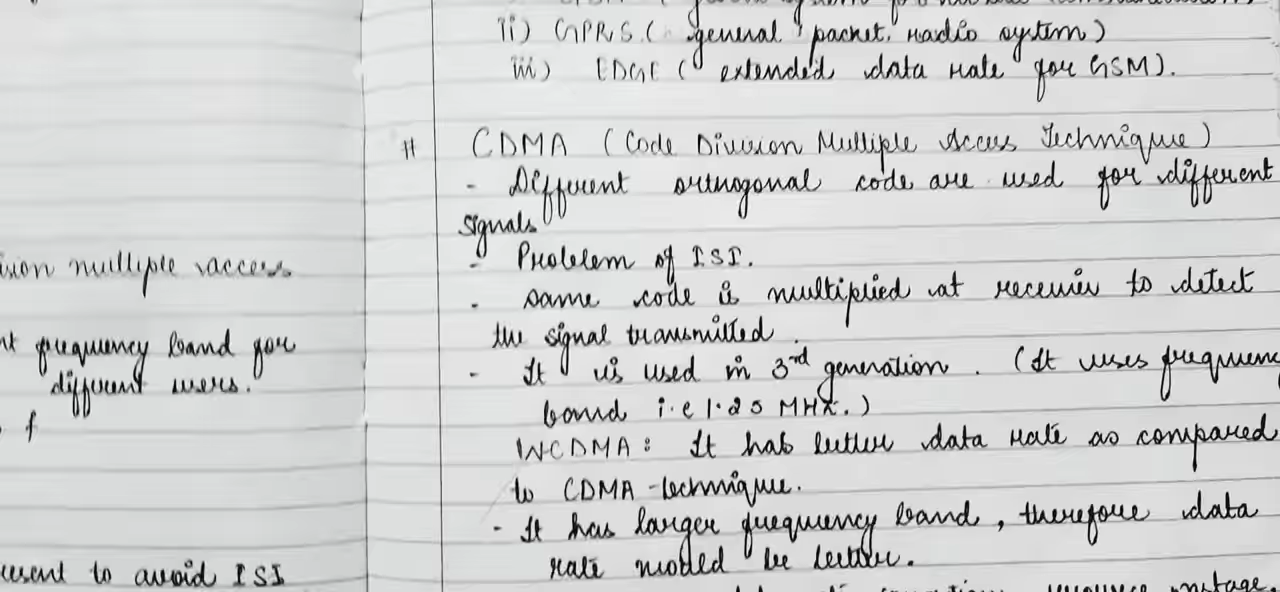 ii) GPRS ( general packet radio system)
iii) EDGE ( extended data rate for GSM).
# CDMA (Code Division Multiple Access Technique)
- Different orthogonal code are used for different
signals
- Problem of ISI.
- same code is multiplied at receiver to detect
the signal transmitted.
- It is used in 3rd generation. (It uses frequency
band i.e 1.25 MHz.)
WCDMA: It has better data rate as compared
to CDMA technique.
- It has larger frequency band, therefore data
rate would be better.
multiple access
frequency band for
different users.
f
to avoid ISI